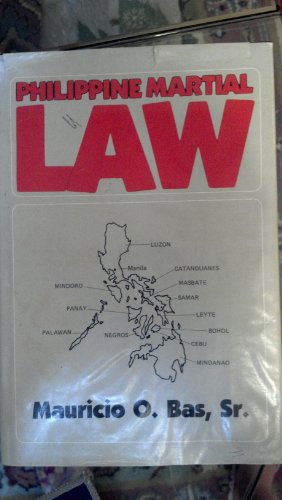 PHILIPPINE MARTIAL
LAW
LUZON
Manila
CATANDUANES
MINDORO
MASBATE
SAMAR
PANAY
LEYTE
BOHOL
PALAWAN
NEGROS
CEBU
MINDANAO
Mauricio O. Bas, Sr.